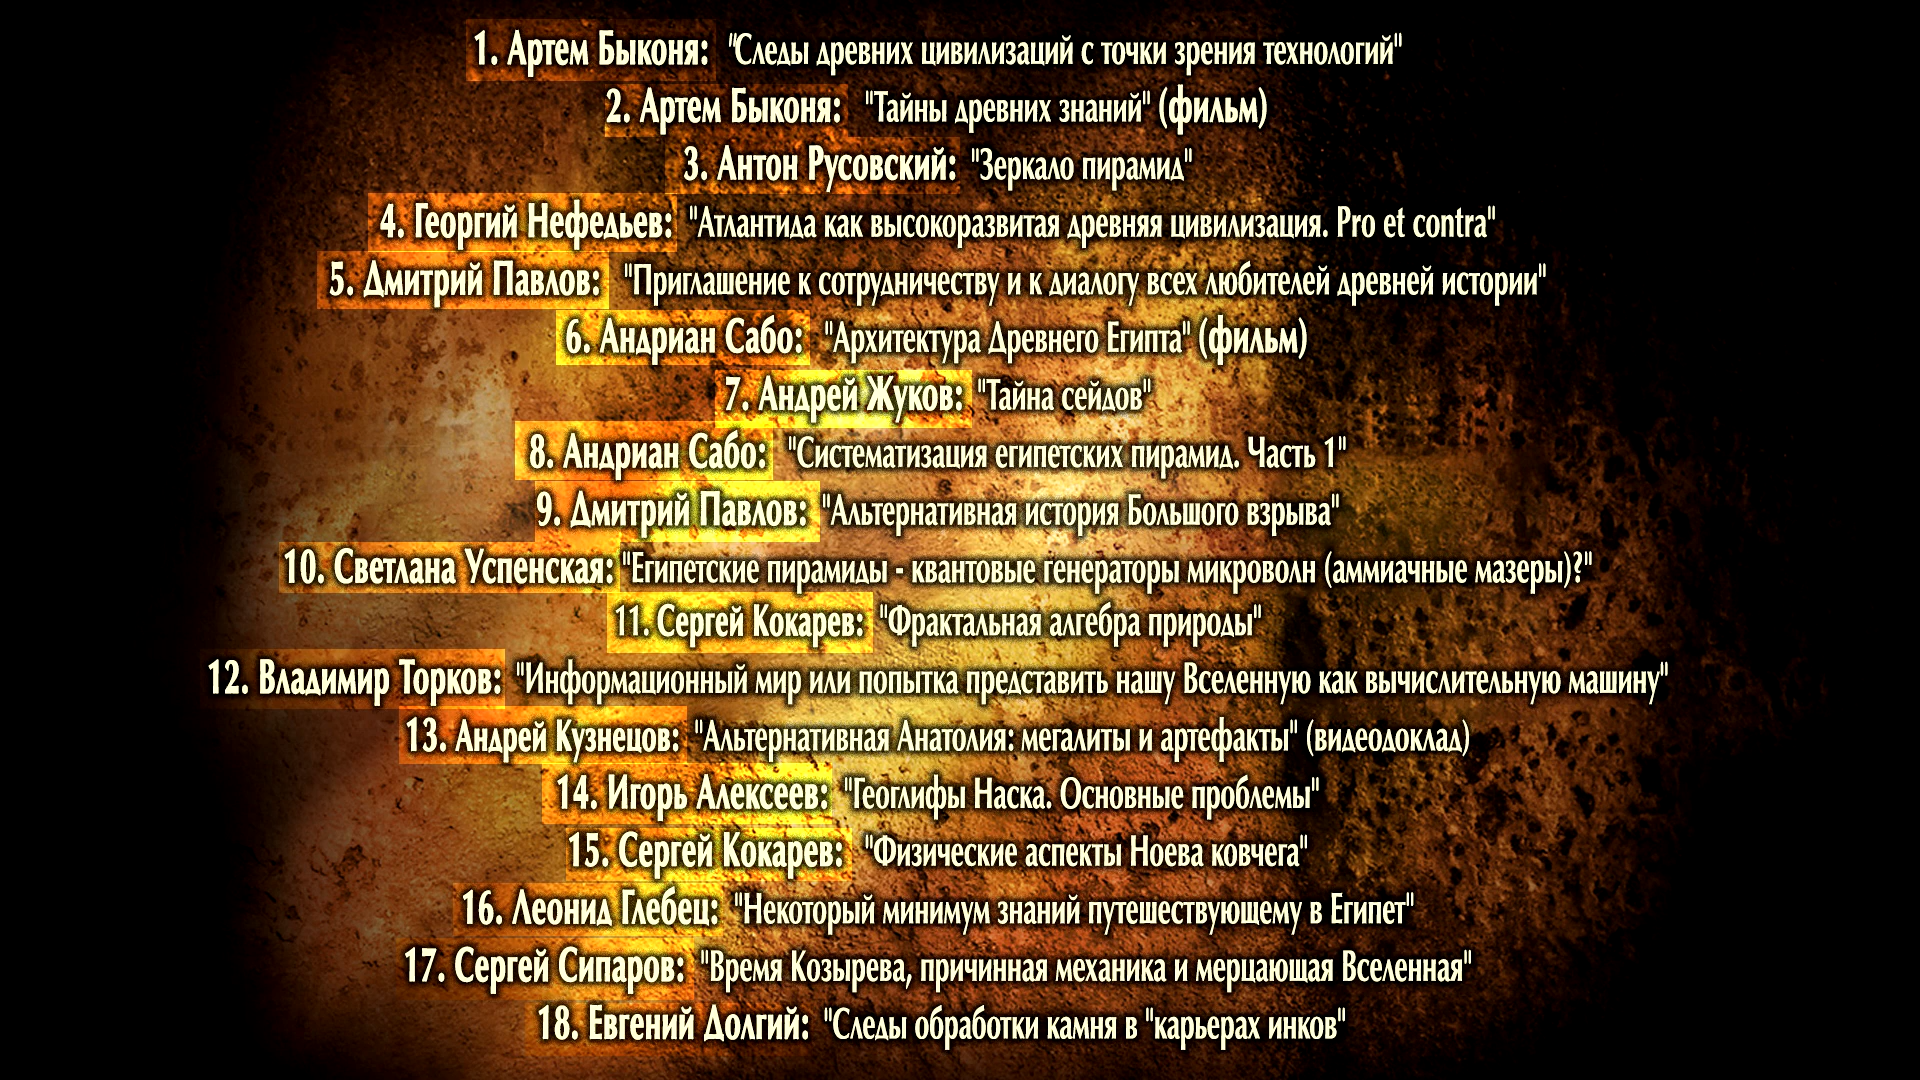 1. Артем Быконя: "Следы древних цивилизаций с точки зрения технологий"
2. Артем Быконя: "Тайны древних знаний" (фильм)
3. Антон Русовский: "Зеркало пирамид"
4. Георгий Нефедьев: "Атлантида как высокоразвитая древняя цивилизация. Pro et contra"
5. Дмитрий Павлов: "Приглашение к сотрудничеству и к диалогу всех любителей древней истории"
6. Андриан Сабо: "Архитектура Древнего Египта" (фильм)
7. Андрей Жуков: "Тайна сейдов"
8. Андриан Сабо: "Систематизация египетских пирамид. Часть 1"
9. Дмитрий Павлов: "Альтернативная история Большого взрыва"
10. Светлана Успенская: "Египетские пирамиды - квантовые генераторы микроволн (аммиачные мазеры)?"
11. Сергей Кокарев: "Фрактальная алгебра природы"
12. Владимир Торков: "Информационный мир или попытка представить нашу Вселенную как вычислительную машину"
13. Андрей Кузнецов: "Альтернативная Анатолия: мегалиты и артефакты" (видеодоклад)
14. Игорь Алексеев: "Геоглифы Наска. Основные проблемы"
15. Сергей Кокарев: "Физические аспекты Ноева ковчега"
16. Леонид Глебец: "Некоторый минимум знаний путешествующему в Египет"
17. Сергей Сипаров: "Время Козырева, причинная механика и мерцающая Вселенная"
18. Евгений Долгий: "Следы обработки камня в "карьерах инков"